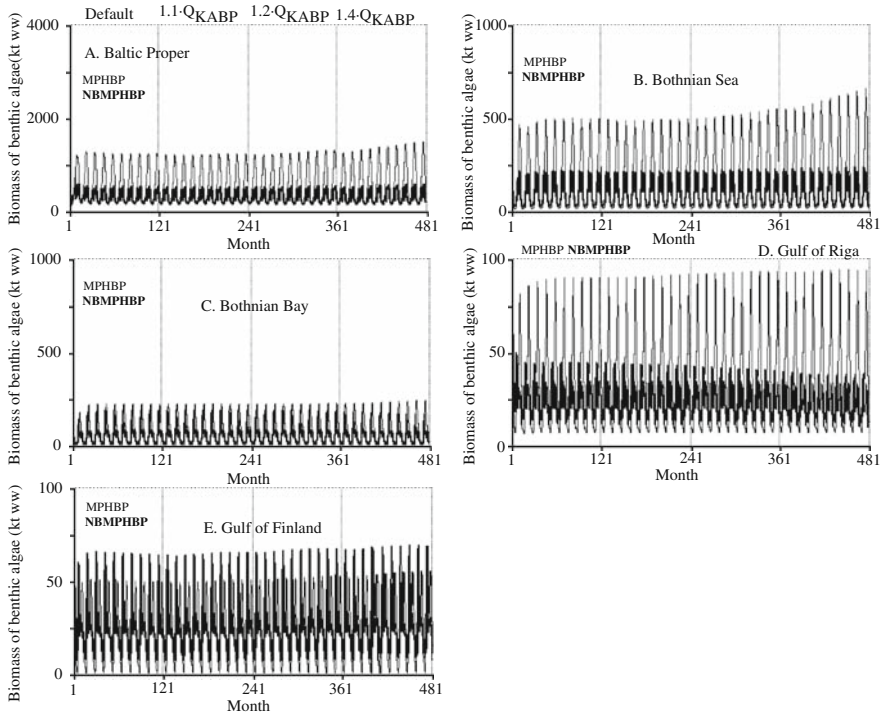 Default 1.1·QKABP 1.2·QKABP 1.4·QKABP
Biomass of benthic algae(kt ww)
4000
2000
0
A. Baltic Proper
MPHBP
NBMPHBP
1 121 241 361 481
Month
Biomass of benthic algae (kt ww)
1000
500
0
B. Bothnian Sea
MPHBP
NBMPHBP
1 121 241 361 481
Month
Biomass of benthic algae (kt ww)
1000
500
0
MPHBP
NBMPHBP
C. Bothnian Bay
1 121 241 361 481
Month
Biomass of benthic algae (kt ww)
100
50
0
MPHBP NBMPHBP
D. Gulf of Riga
1 121 241 361 481
Month
Biomass of benthic algae (kt ww)
100
50
0
MPHBP
NBMPHBP
E. Gulf of Finland
1 121 241 361 481
Month